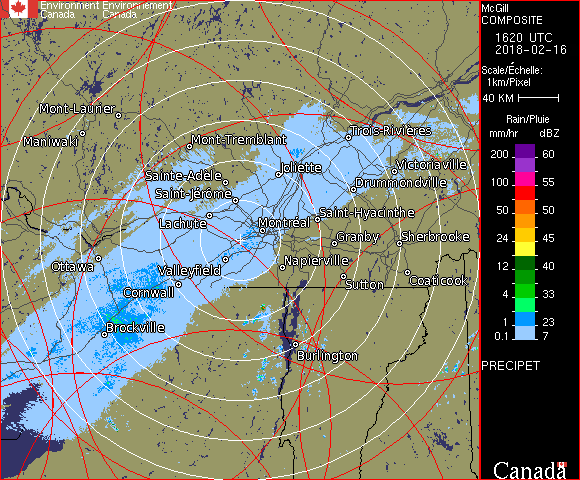 Environment Environnement
Canada Canada
McGill
COMPOSITE
1620 UTC
2018-02-16
Scale/Échelle:
1km/Pixel
40 KM
Rain/Pluie
mm/hr dBZ
200 60
100 55
50 50
24 45
12 40
4 33
1 23
0.1 7
PRECIPET
Canada
Mont-Laurier
Maniwaki
Mont-Tremblant
Trois-Rivières
Joliette
Victoriaville
Sainte-Adèle
Drummondville
Saint-Jérôme
Saint-Hyacinthe
Lachute
Montréal
Granby
Sherbrooke
Ottawa
Valleyfield
Napierville
Cornwall
Sutton
Coaticook
Brockville
Burlington